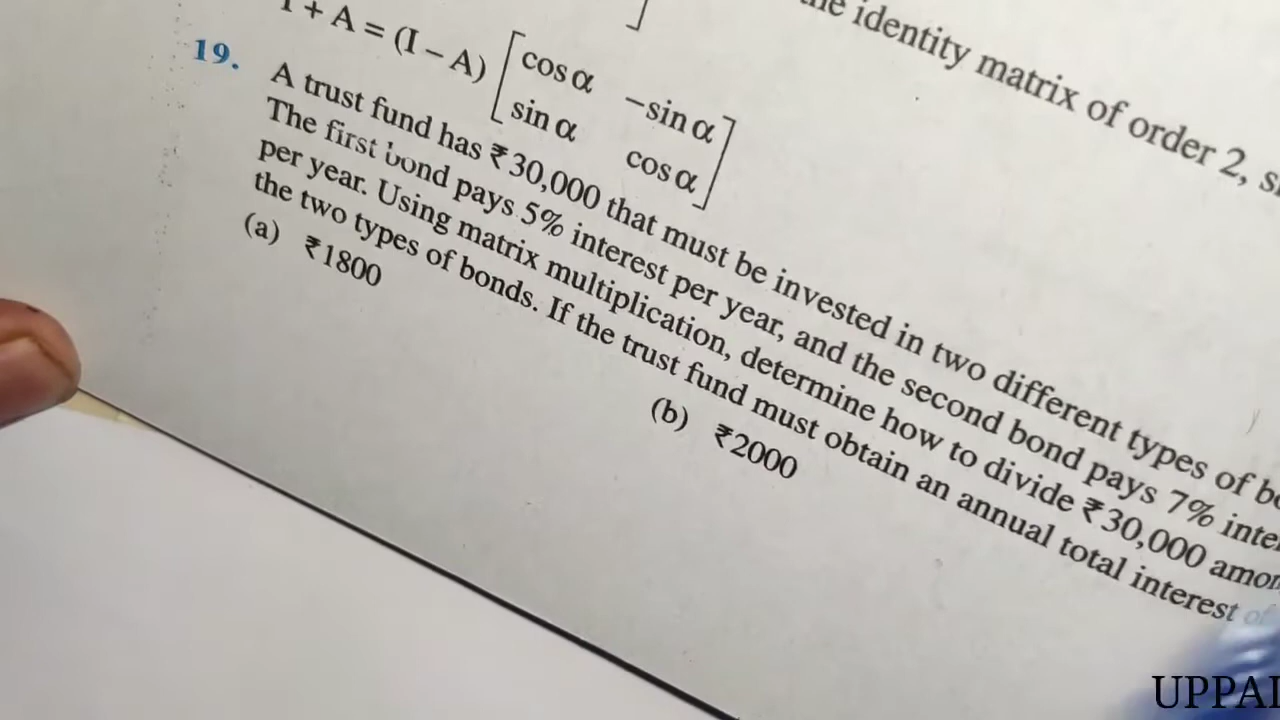 he identity matrix of order 2,
I + A = (I – A) [cos α –sin α
sin α cos α]
19. A trust fund has ₹30,000 that must be invested in two different types of
The first bond pays 5% interest per year, and the second bond pays 7%
per year. Using matrix multiplication, determine how to divide ₹30,000
the two types of bonds. If the trust fund must obtain an annual total interest of
(a) ₹1800 (b) ₹2000
UPPAL